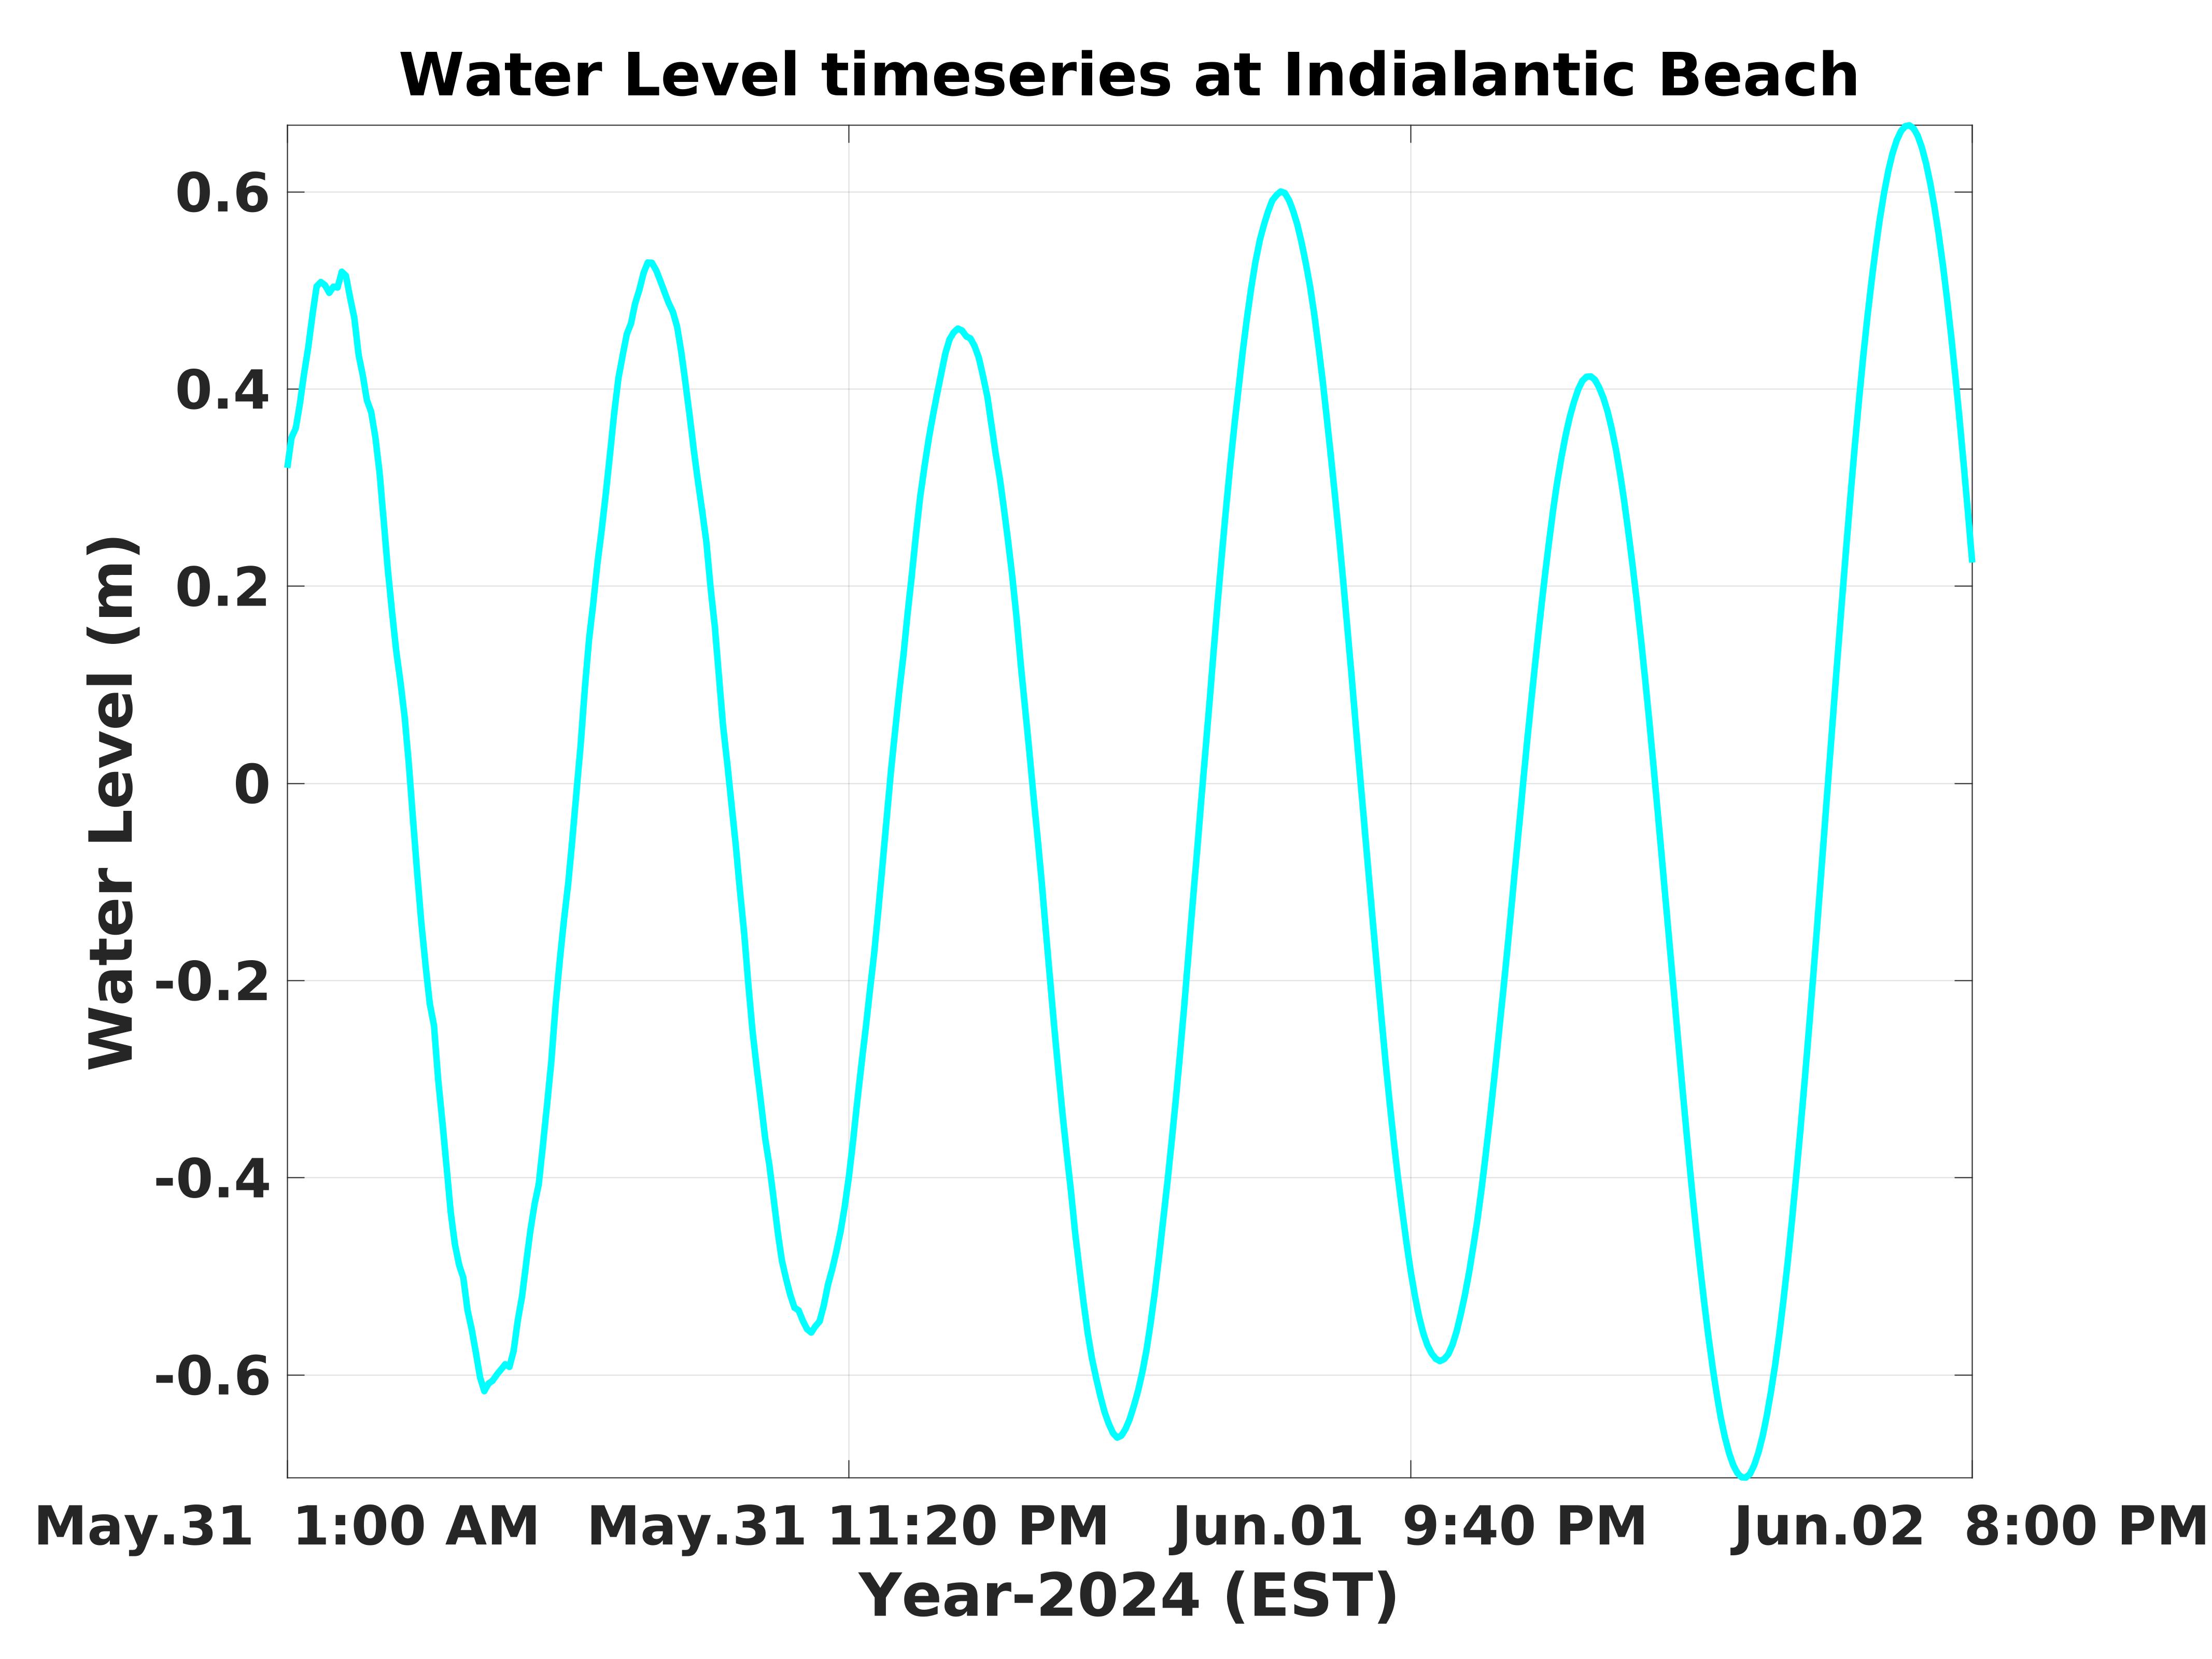 Water Level timeseries at Indialantic Beach
0.6
0.4
0.2
0
-0.2
-0.4
-0.6
Water Level (m)
May.31 1:00 AM May.31 11:20 PM Jun.01 9:40 PM Jun.02 8:00 PM
Year-2024 (EST)